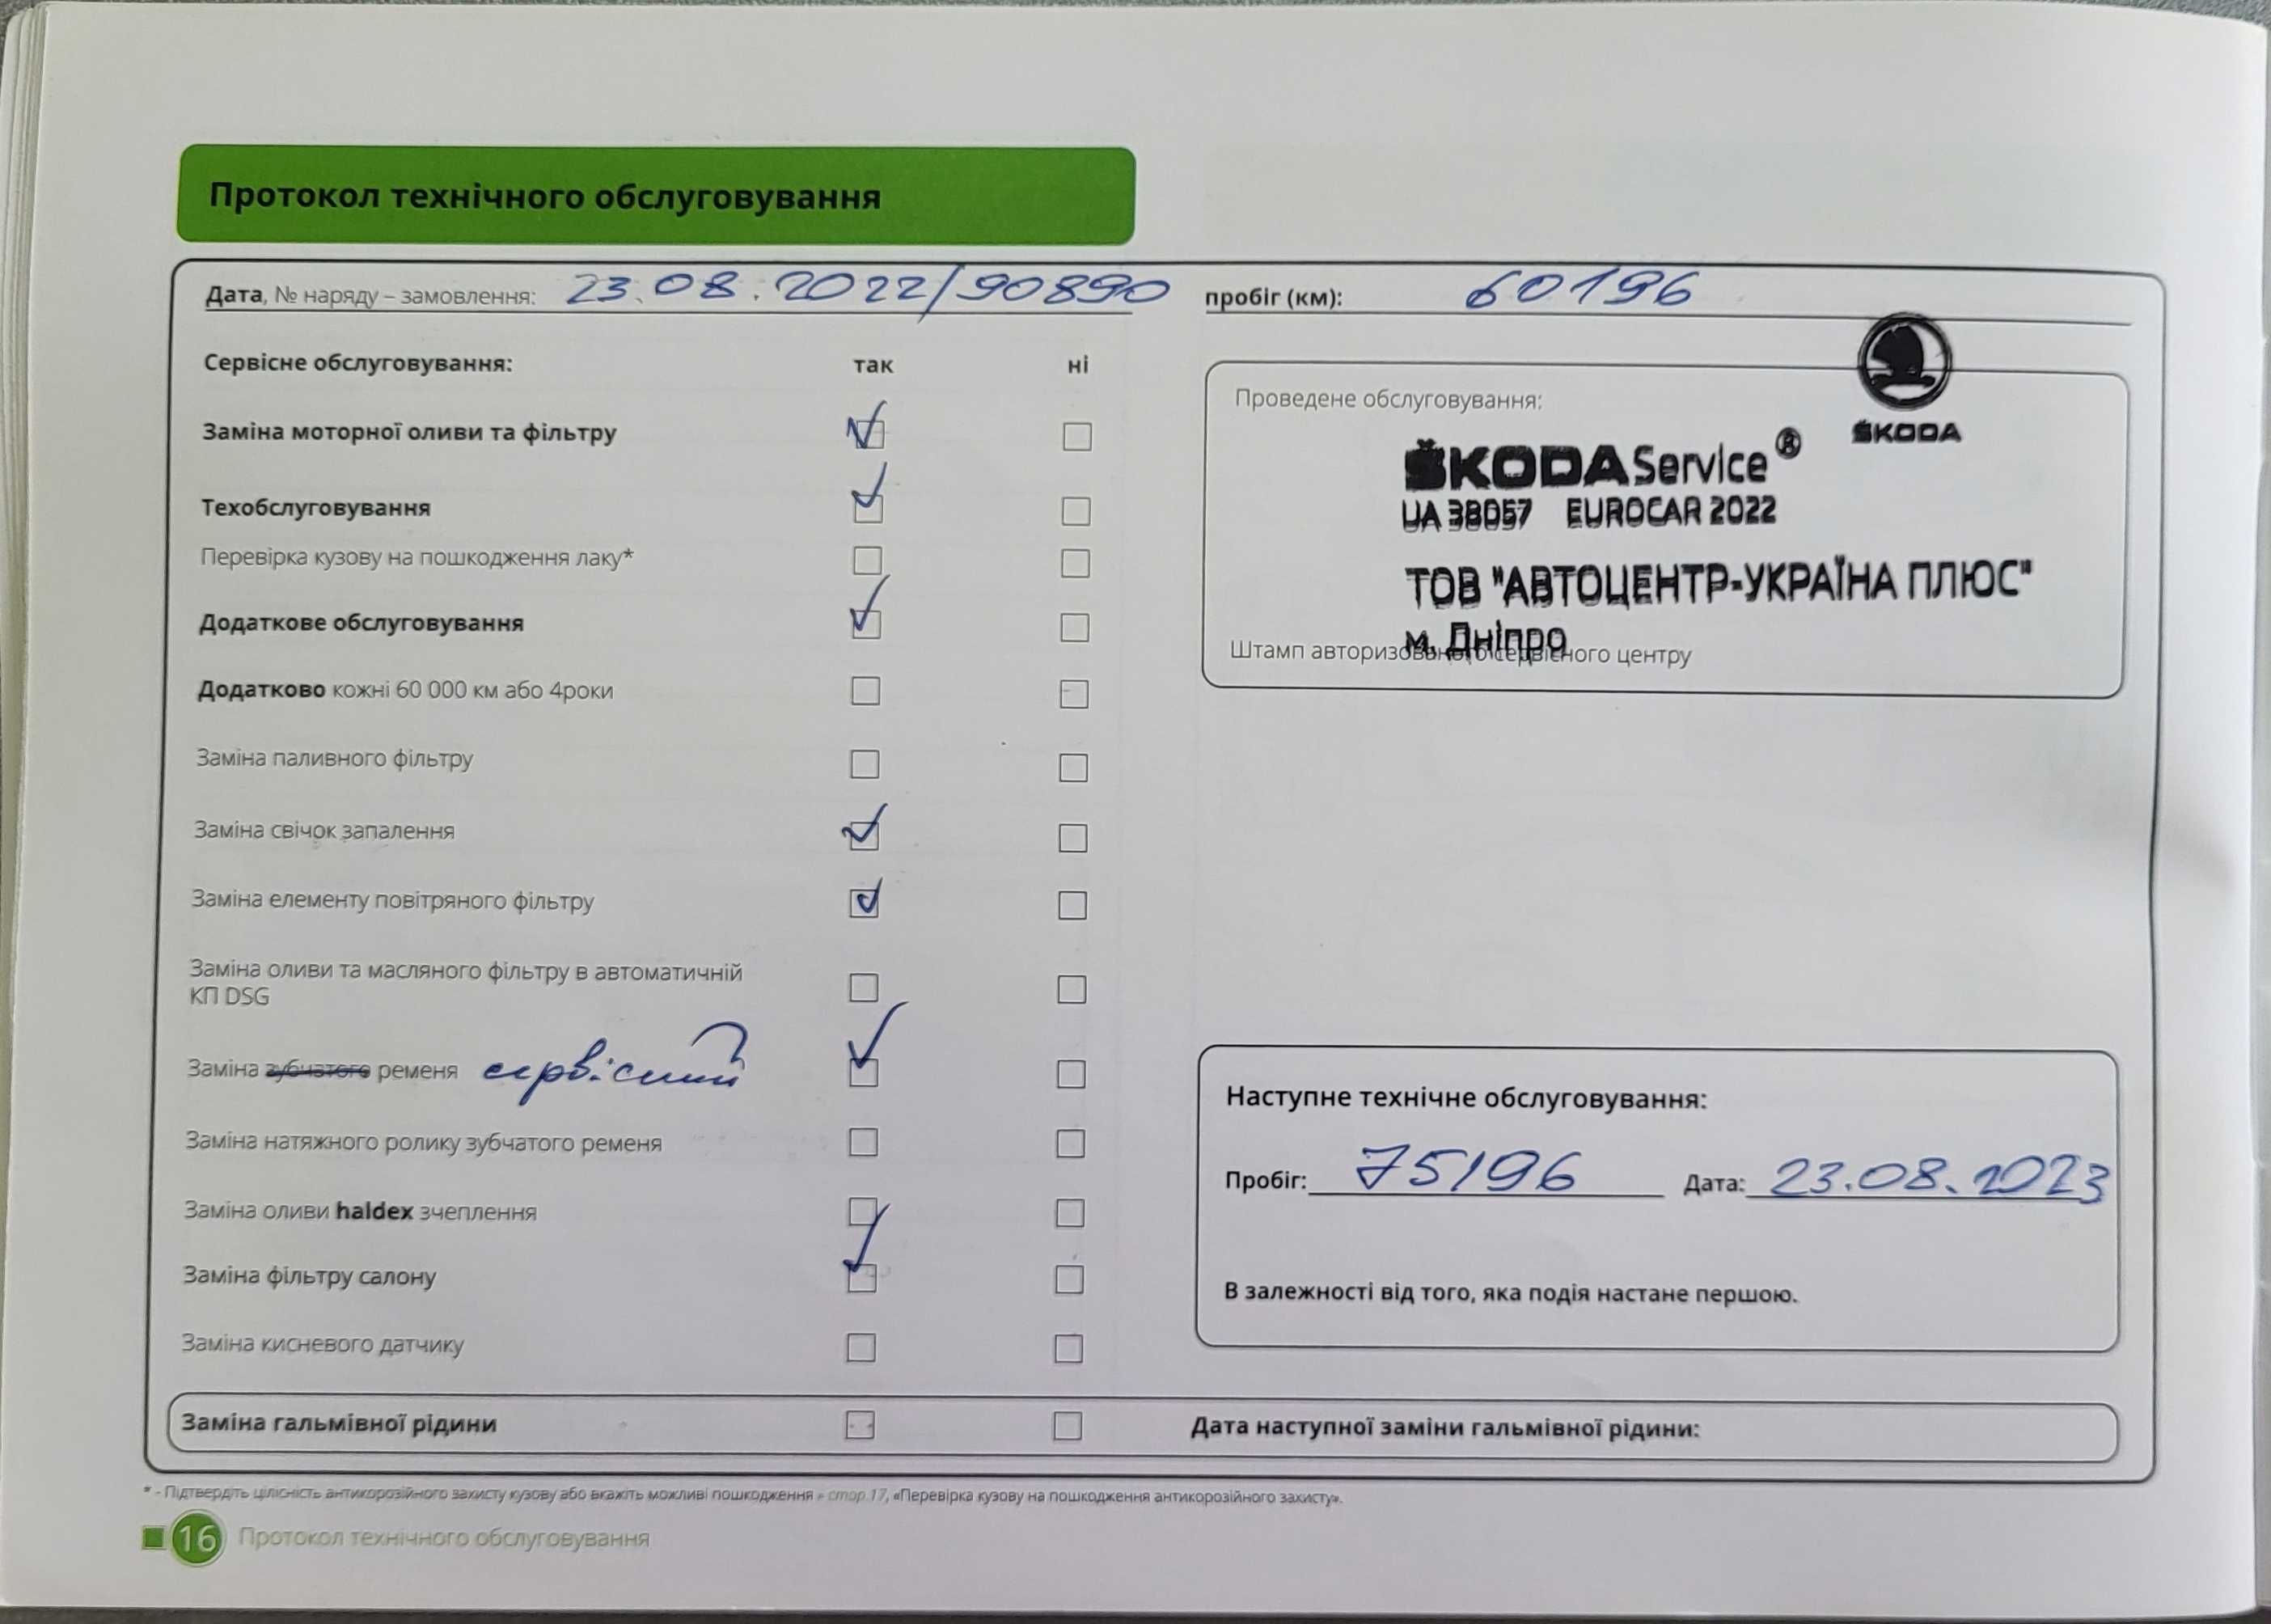 Протокол технічного обслуговування
Дата, № наряду – замовлення: 23.08.2022/90890 пробіг (км): 60196
Сервісне обслуговування: так ні
Заміна моторної оливи та фільтру
Техобслуговування
Перевірка кузову на пошкодження лаку*
Додаткове обслуговування
Додатково кожні 60 000 км або 4роки
Заміна паливного фільтру
Заміна свічок запалення
Заміна елементу повітряного фільтру
Заміна оливи та масляного фільтру в автоматичній
КП DSG
Заміна зубчатого ременя сервісний
Заміна натяжного ролику зубчатого ременя
Заміна оливи haldex зчеплення
Заміна фільтру салону
Заміна кисневого датчику
Проведене обслуговування:
ŠKODA
ŠKODA Service®
UA 38057 EUROCAR 2022
ТОВ "АВТОЦЕНТР-УКРАЇНА ПЛЮС"
м. Дніпро
Штамп авторизованого сервісного центру
Наступне технічне обслуговування:
Пробіг: 75196 Дата: 23.08.2023
В залежності від того, яка подія настане першою.
Заміна гальмівної рідини Дата наступної заміни гальмівної рідини:
* - Підтвердіть цілісність антикорозійного захисту кузову або вкажіть можливі пошкодження » стор 17, «Перевірка кузову на пошкодження антикорозійного захисту».
16 Протокол технічного обслуговування